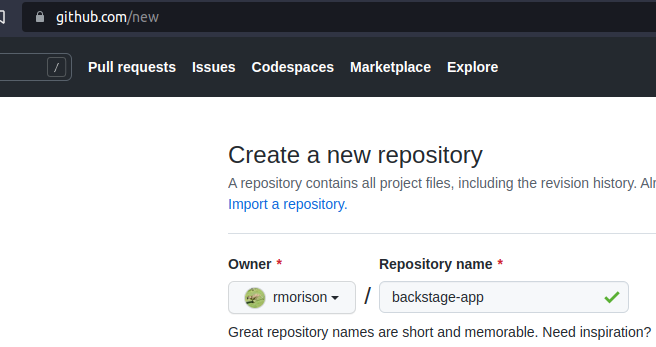 github.com/new
/ Pull requests Issues Codespaces Marketplace Explore
Create a new repository
A repository contains all project files, including the revision history.
Import a repository.
Owner * Repository name *
rmorison / backstage-app
Great repository names are short and memorable. Need inspiration?